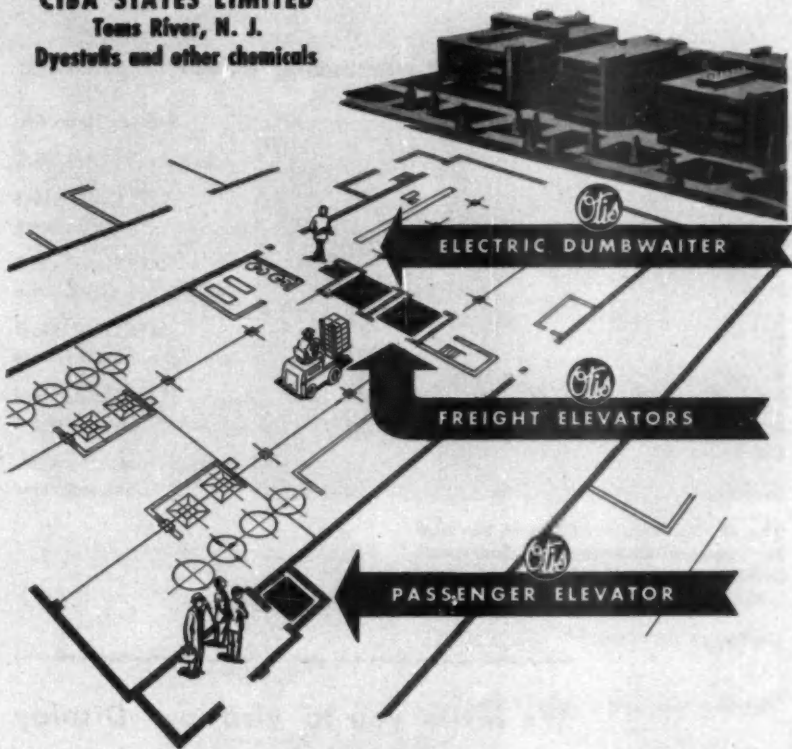 CIBA STATES LIMITED
Toms River, N. J.
Dyestuffs and other chemicals
Otis
ELECTRIC DUMBWAITER
Otis
FREIGHT ELEVATORS
Otis
PASSENGER ELEVATOR